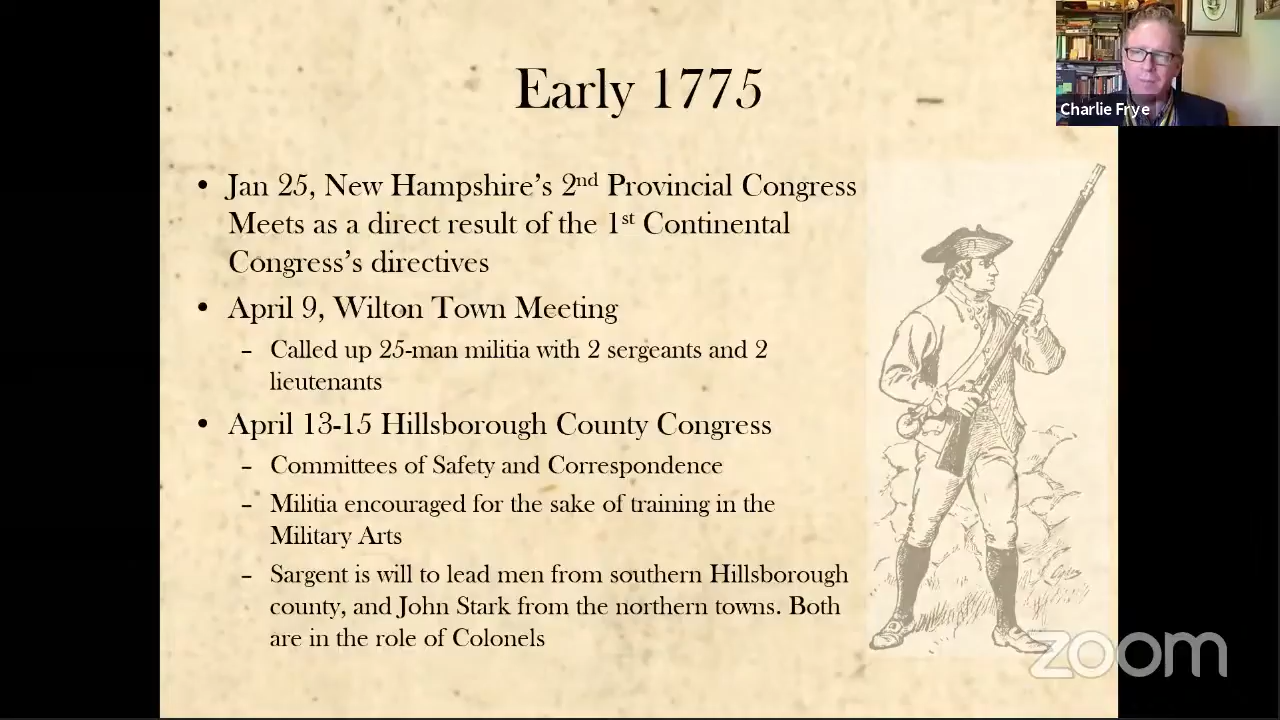 Early 1775
Charlie Frye
• Jan 25, New Hampshire's 2nd Provincial Congress
Meets as a direct result of the 1st Continental
Congress's directives
• April 9, Wilton Town Meeting
– Called up 25-man militia with 2 sergeants and 2
lieutenants
• April 13-15 Hillsborough County Congress
– Committees of Safety and Correspondence
– Militia encouraged for the sake of training in the
Military Arts
– Sargent is will to lead men from southern Hillsborough
county, and John Stark from the northern towns. Both
are in the role of Colonels
zoom